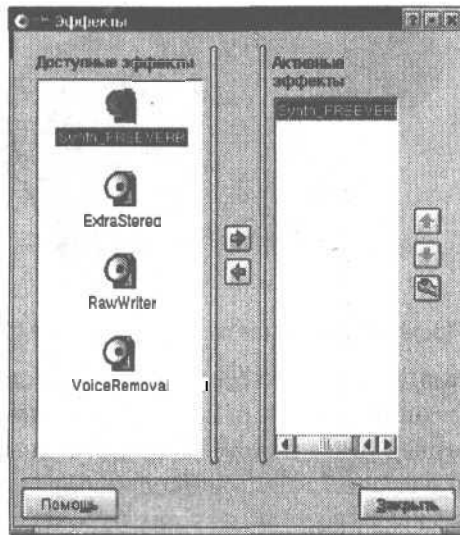 Эффекты
Доступные эффекты
Активные
эффекты
Synth_FREEVERB
Synth_FREEVERB
ExtraStereo
RawWriter
VoiceRemoval
Помощь
Закрыть